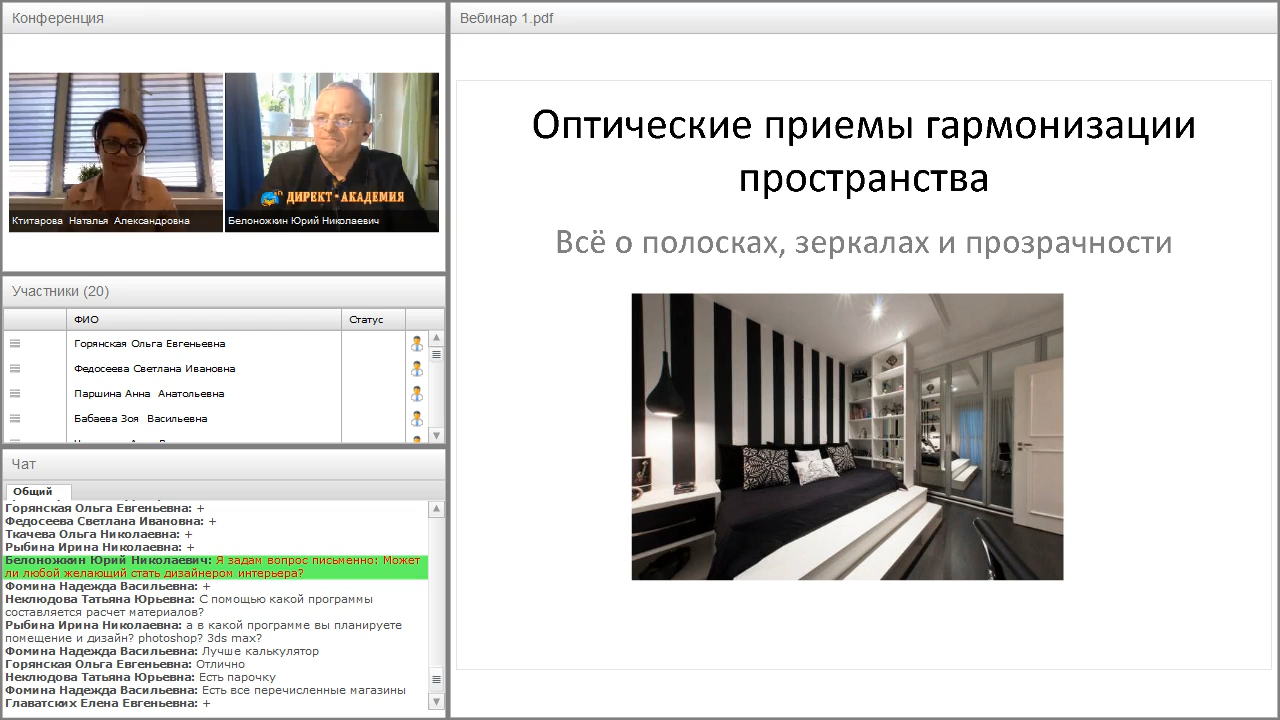 Конференция
Ктитарова Наталья Александровна
ДИРЕКТ-АКАДЕМИЯ
Белоножкин Юрий Николаевич
Участники (20)
ФИО Статус
Горянская Ольга Евгеньевна
Федосеева Светлана Ивановна
Паршина Анна Анатольевна
Бабаева Зоя Васильевна
Чат
Общий
Горянская Ольга Евгеньевна: +
Федосеева Светлана Ивановна: +
Ткачева Ольга Николаевна: +
Рыбина Ирина Николаевна: +
Белоножкин Юрий Николаевич: Я задам вопрос письменно: Может
ли любой желающий стать дизайнером интерьера?
Фомина Надежда Васильевна: +
Неклюдова Татьяна Юрьевна: С помощью какой программы
составляется расчет материалов?
Рыбина Ирина Николаевна: а в какой программе вы планируете
помещение и дизайн? photoshop? 3ds max?
Фомина Надежда Васильевна: Лучше калькулятор
Горянская Ольга Евгеньевна: Отлично
Неклюдова Татьяна Юрьевна: Есть парочку
Фомина Надежда Васильевна: Есть все перечисленные магазины
Главатских Елена Евгеньевна: +
Вебинар 1.pdf
Оптические приемы гармонизации
пространства
Всё о полосках, зеркалах и прозрачности